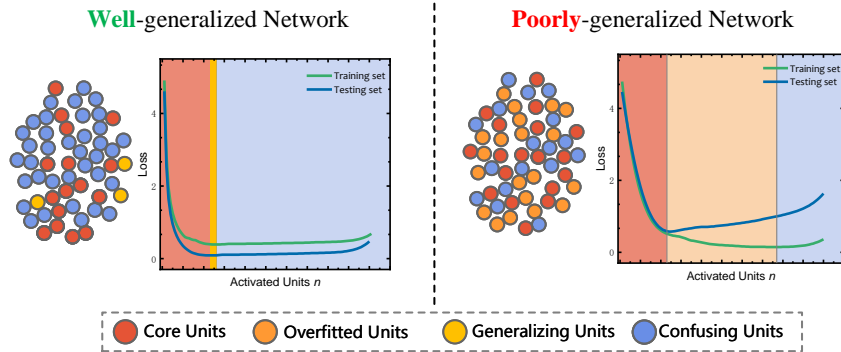 Well-generalized Network
Poorly-generalized Network
Training set
Testing set
4
2
0
Loss
Activated Units n
Training set
Testing set
4
2
0
Loss
Activated Units n
Core Units
Overfitted Units
Generalizing Units
Confusing Units